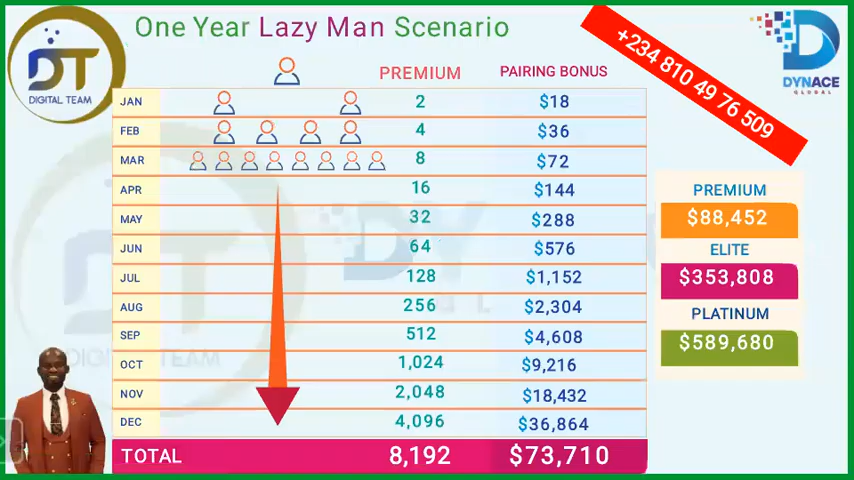 One Year Lazy Man Scenario
+234 810 49 76 509
DT
DIGITAL TEAM
D
DYNACE
GLOBAL
PREMIUM PAIRING BONUS
JAN 2 $18
FEB 4 $36
MAR 8 $72
APR 16 $144
MAY 32 $288
JUN 64 $576
JUL 128 $1,152
AUG 256 $2,304
SEP 512 $4,608
OCT 1,024 $9,216
NOV 2,048 $18,432
DEC 4,096 $36,864
TOTAL 8,192 $73,710
PREMIUM
$88,452
ELITE
$353,808
PLATINUM
$589,680
DIGITAL TEAM